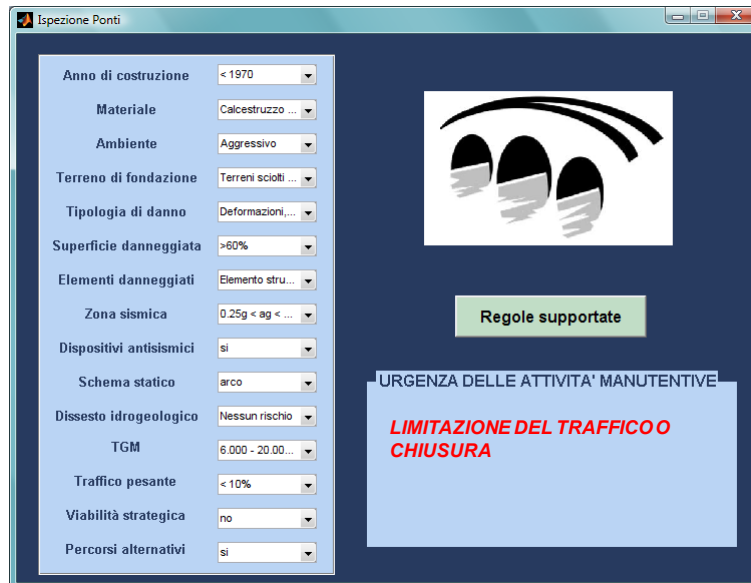 Ispezione Ponti
Anno di costruzione < 1970
Materiale Calcestruzzo ...
Ambiente Aggressivo
Terreno di fondazione Terreni sciolti ...
Tipologia di danno Deformazioni,...
Superficie danneggiata >60%
Elementi danneggiati Elemento stru...
Zona sismica 0.25g < ag < ...
Dispositivi antisismici si
Schema statico arco
Dissesto idrogeologico Nessun rischio
TGM 6.000 - 20.00...
Traffico pesante < 10%
Viabilità strategica no
Percorsi alternativi si
Regole supportate
URGENZA DELLE ATTIVITA' MANUTENTIVE
LIMITAZIONE DEL TRAFFICO O
CHIUSURA